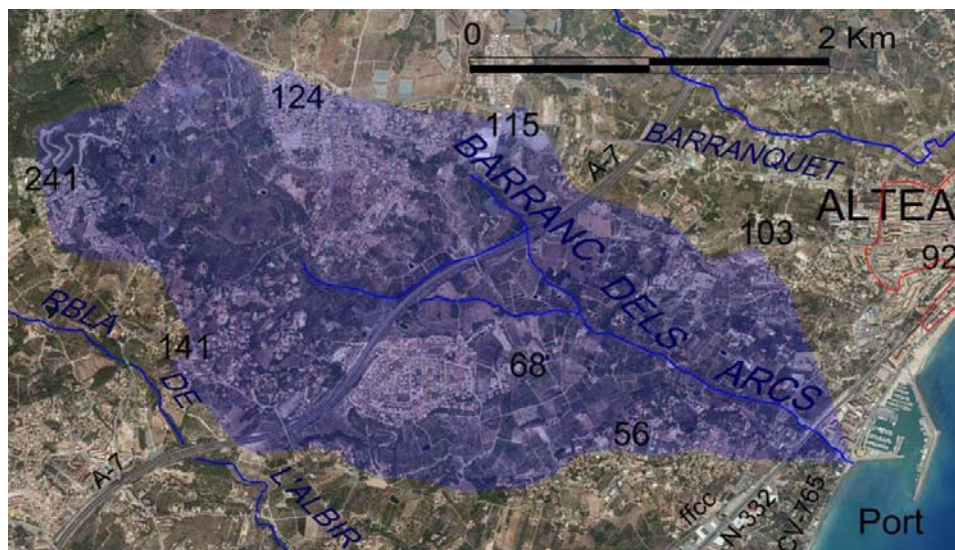 0
2 Km
124
115
BARRANQUET
A-7
241
ALTEA
103
92
BARRANC DELS ARCS
RBLA DE L'ALBIR
141
68
56
A-7
ffcc
N-332
CV-765
Port